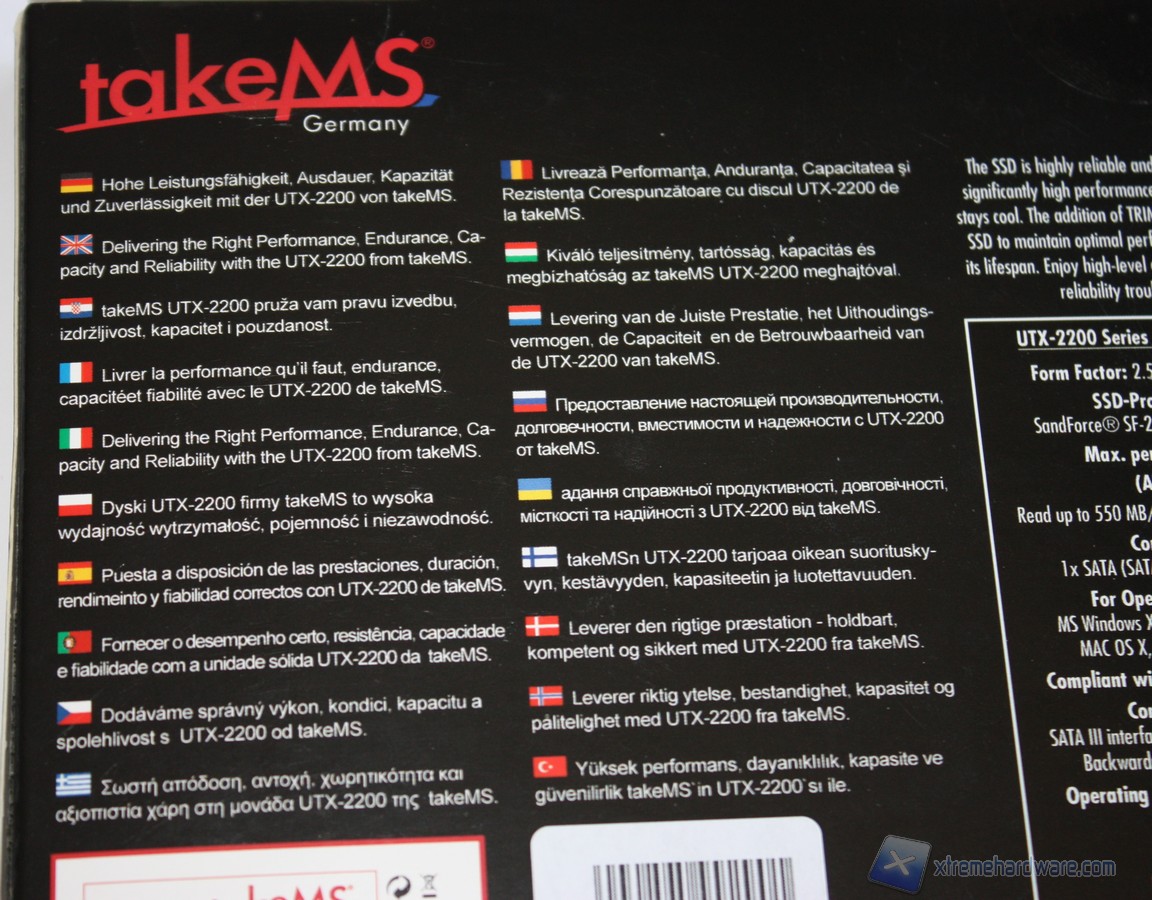 takeMS®
Germany
Hohe Leistungsfähigkeit, Ausdauer, Kapazität
und Zuverlässigkeit mit der UTX-2200 von takeMS.
Delivering the Right Performance, Endurance, Ca-
pacity and Reliability with the UTX-2200 from takeMS.
takeMS UTX-2200 pruža vam pravu izvedbu,
izdržljivost, kapacitet i pouzdanost.
Livrer la performance qu'il faut, endurance,
capacitéet fiabilité avec le UTX-2200 de takeMS.
Delivering the Right Performance, Endurance, Ca-
pacity and Reliability with the UTX-2200 from takeMS.
Dyski UTX-2200 firmy takeMS to wysoka
wydajność wytrzymałość, pojemność i niezawodność.
Puesta a disposición de las prestaciones, duración,
rendimeinto y fiabilidad correctos con UTX-2200 de takeMS.
Fornecer o desempenho certo, resistência, capacidade
e fiabilidade com a unidade sólida UTX-2200 da takeMS.
Dodáváme správný výkon, kondici, kapacitu a
spolehlivost s UTX-2200 od takeMS.
Σωστή απόδοση, αντοχή, χωρητικότητα και
αξιοπιστία χάρη στη μονάδα UTX-2200 της takeMS.
Livrează Performanţa, Anduranţa, Capacitatea şi
Rezistenţa Corespunzătoare cu discul UTX-2200 de
la takeMS.
Kiváló teljesítmény, tartósság, kapacitás és
megbízhatóság az takeMS UTX-2200 meghajtóval.
Levering van de Juiste Prestatie, het Uithoudings-
vermogen, de Capaciteit en de Betrouwbaarheid van
de UTX-2200 van takeMS.
Предоставление настоящей производительности,
долговечности, вместимости и надежности с UTX-2200
от takeMS.
адання справжньої продуктивності, довговічності,
місткості та надійності з UTX-2200 від takeMS.
takeMSn UTX-2200 tarjoaa oikean suoritusky-
vyn, kestävyyden, kapasiteetin ja luotettavuuden.
Leverer den rigtige præstation - holdbart,
kompetent og sikkert med UTX-2200 fra takeMS.
Leverer riktig ytelse, bestandighet, kapasitet og
pålitelighet med UTX-2200 fra takeMS.
Yüksek performans, dayanıklılık, kapasite ve
güvenilirlik takeMS`in UTX-2200`sı ile.
The SSD is highly reliable and
significantly high performance
stays cool. The addition of TRIM
SSD to maintain optimal
its lifespan. Enjoy high-level
reliability
UTX-2200 Series
Form Factor: 2.5
SandForce® SF-2
Max.
Read up to 550 MB/
1x SATA
MS Windows X
MAC OS X,
Compliant
SATA III
Operating
takeMS®
xtremehardware.com